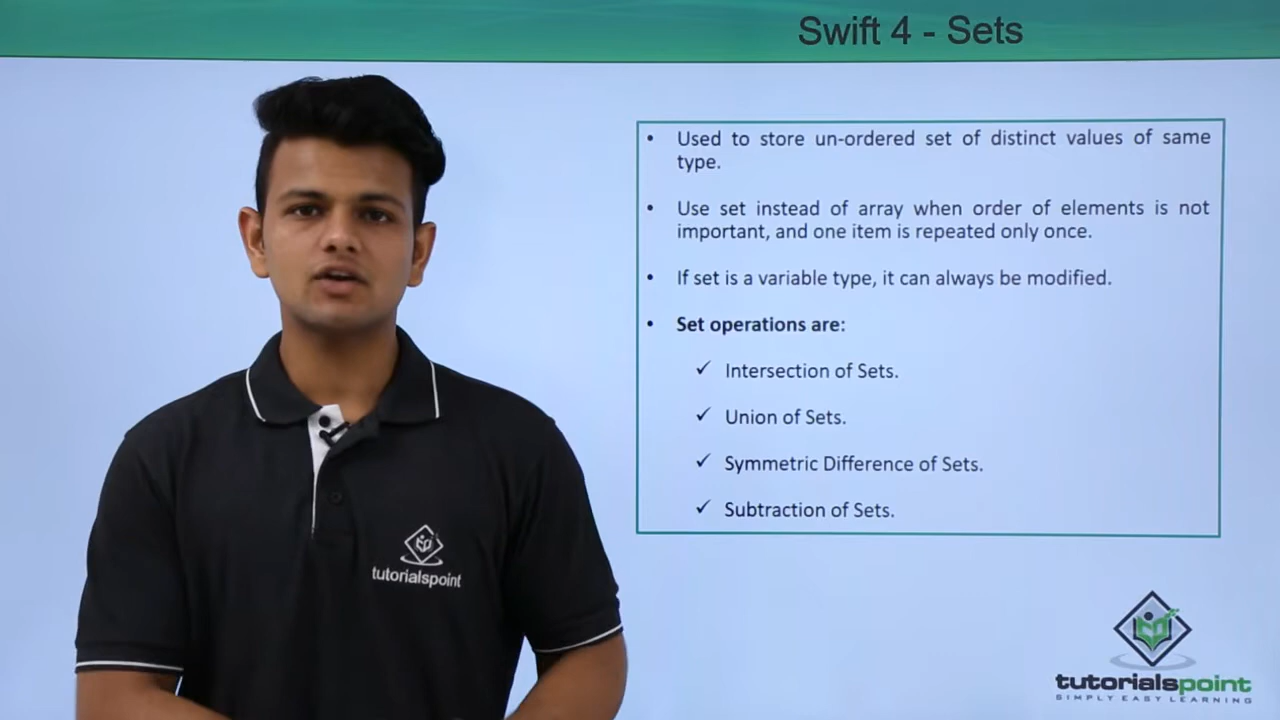 Swift 4 - Sets
• Used to store un-ordered set of distinct values of same
type.
• Use set instead of array when order of elements is not
important, and one item is repeated only once.
• If set is a variable type, it can always be modified.
• Set operations are:
✓ Intersection of Sets.
✓ Union of Sets.
✓ Symmetric Difference of Sets.
✓ Subtraction of Sets.
tutorialspoint
tutorialspoint
SIMPLY EASY LEARNING